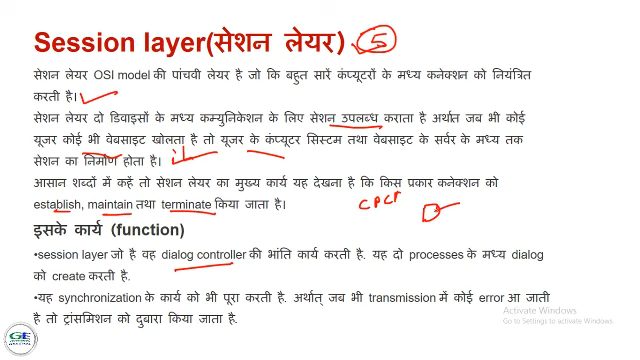 Session layer(सेशन लेयर) 5
सेशन लेयर OSI model की पांचवी लेयर है जो कि बहुत सारें कंप्यूटरों के मध्य कनेक्शन को नियंत्रित
करती है।
सेशन लेयर दो डिवाइसों के मध्य कम्युनिकेशन के लिए सेशन उपलब्ध कराता है अर्थात जब भी कोई
यूजर कोई भी वेबसाइट खोलता है तो यूजर के कंप्यूटर सिस्टम तथा वेबसाइट के सर्वर के मध्य तक
सेशन का निर्माण होता है।
आसान शब्दों में कहें तो सेशन लेयर का मुख्य कार्य यह देखना है कि किस प्रकार कनेक्शन को
establish, maintain तथा terminate किया जाता है।
इसके कार्य (function)
•session layer जो है वह dialog controller की भांति कार्य करती है. यह दो processes के मध्य dialog
को create करती है.
•यह synchronization के कार्य को भी पूरा करती है. अर्थात् जब भी transmission में कोई error आ जाती
है तो ट्रांसमिशन को दुबारा किया जाता है.
Activate Windows
Go to Settings to activate Windows.
GE